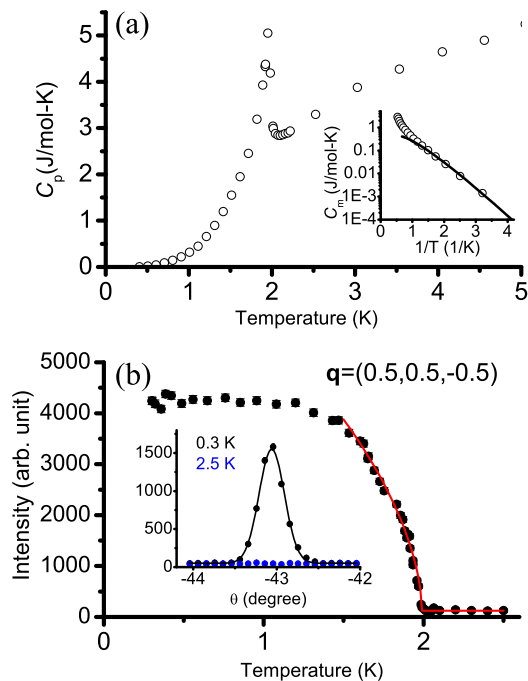 (a)
5
4
3
2
1
0
C_p(J/mol-K)
0 1 2 3 4 5
Temperature (K)
1
0.1
0.01
1E-3
1E-4
C_m(J/mol-K)
0 1 2 3 4
1/T (1/K)
(b)
q=(0.5,0.5,-0.5)
5000
4000
3000
2000
1000
0
Intensity (arb. unit)
0 1 2
Temperature (K)
0.3 K
2.5 K
1500
1000
500
0
-44 -43 -42
θ (degree)